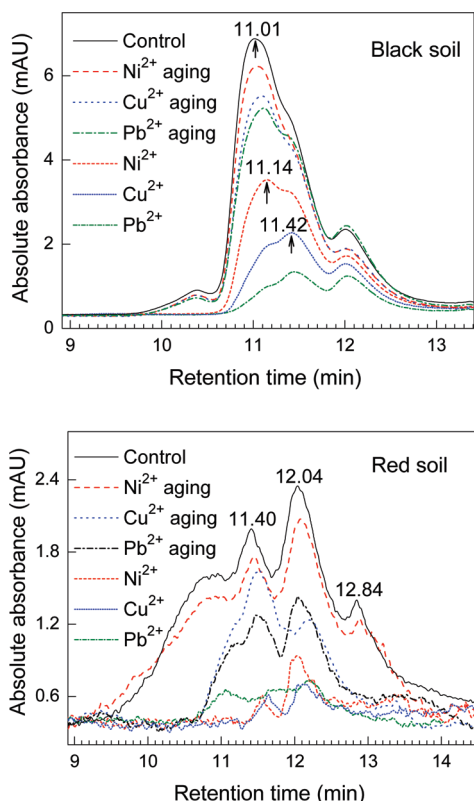 11.01
Control
Black soil
6
Ni²⁺ aging
Cu²⁺ aging
Pb²⁺ aging
4
Ni²⁺
11.14
Cu²⁺
11.42
Pb²⁺
2
0
9 10 11 12 13
Retention time (min)
Absolute absorbance (mAU)
Control
Red soil
2.4
12.04
Ni²⁺ aging
11.40
Cu²⁺ aging
Pb²⁺ aging
1.8
Ni²⁺
12.84
Cu²⁺
1.2
Pb²⁺
0.6
9 10 11 12 13 14
Retention time (min)
Absolute absorbance (mAU)